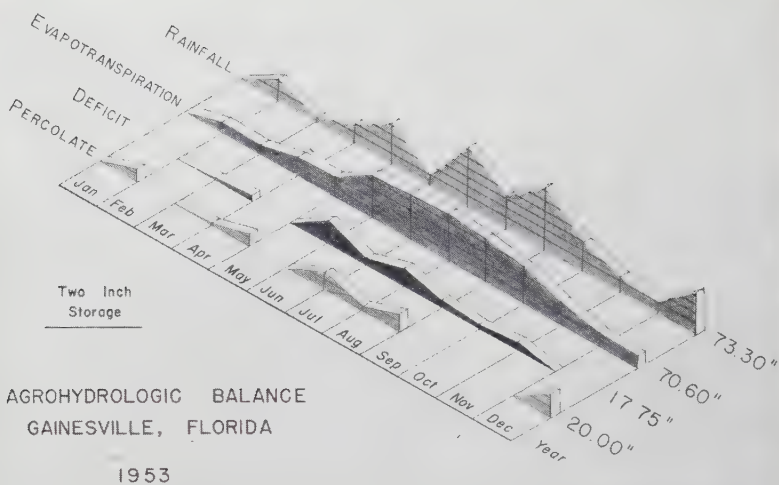 RAINFALL
EVAPOTRANSPIRATION
DEFICIT
PERCOLATE
Jan
Feb
Mar
Apr
May
Jun
Jul
Aug
Sep
Oct
Nov
Dec
Year
73.30"
70.60"
17 75"
20.00"
Two Inch
Storage
AGROHYDROLOGIC BALANCE
GAINESVILLE, FLORIDA
1953